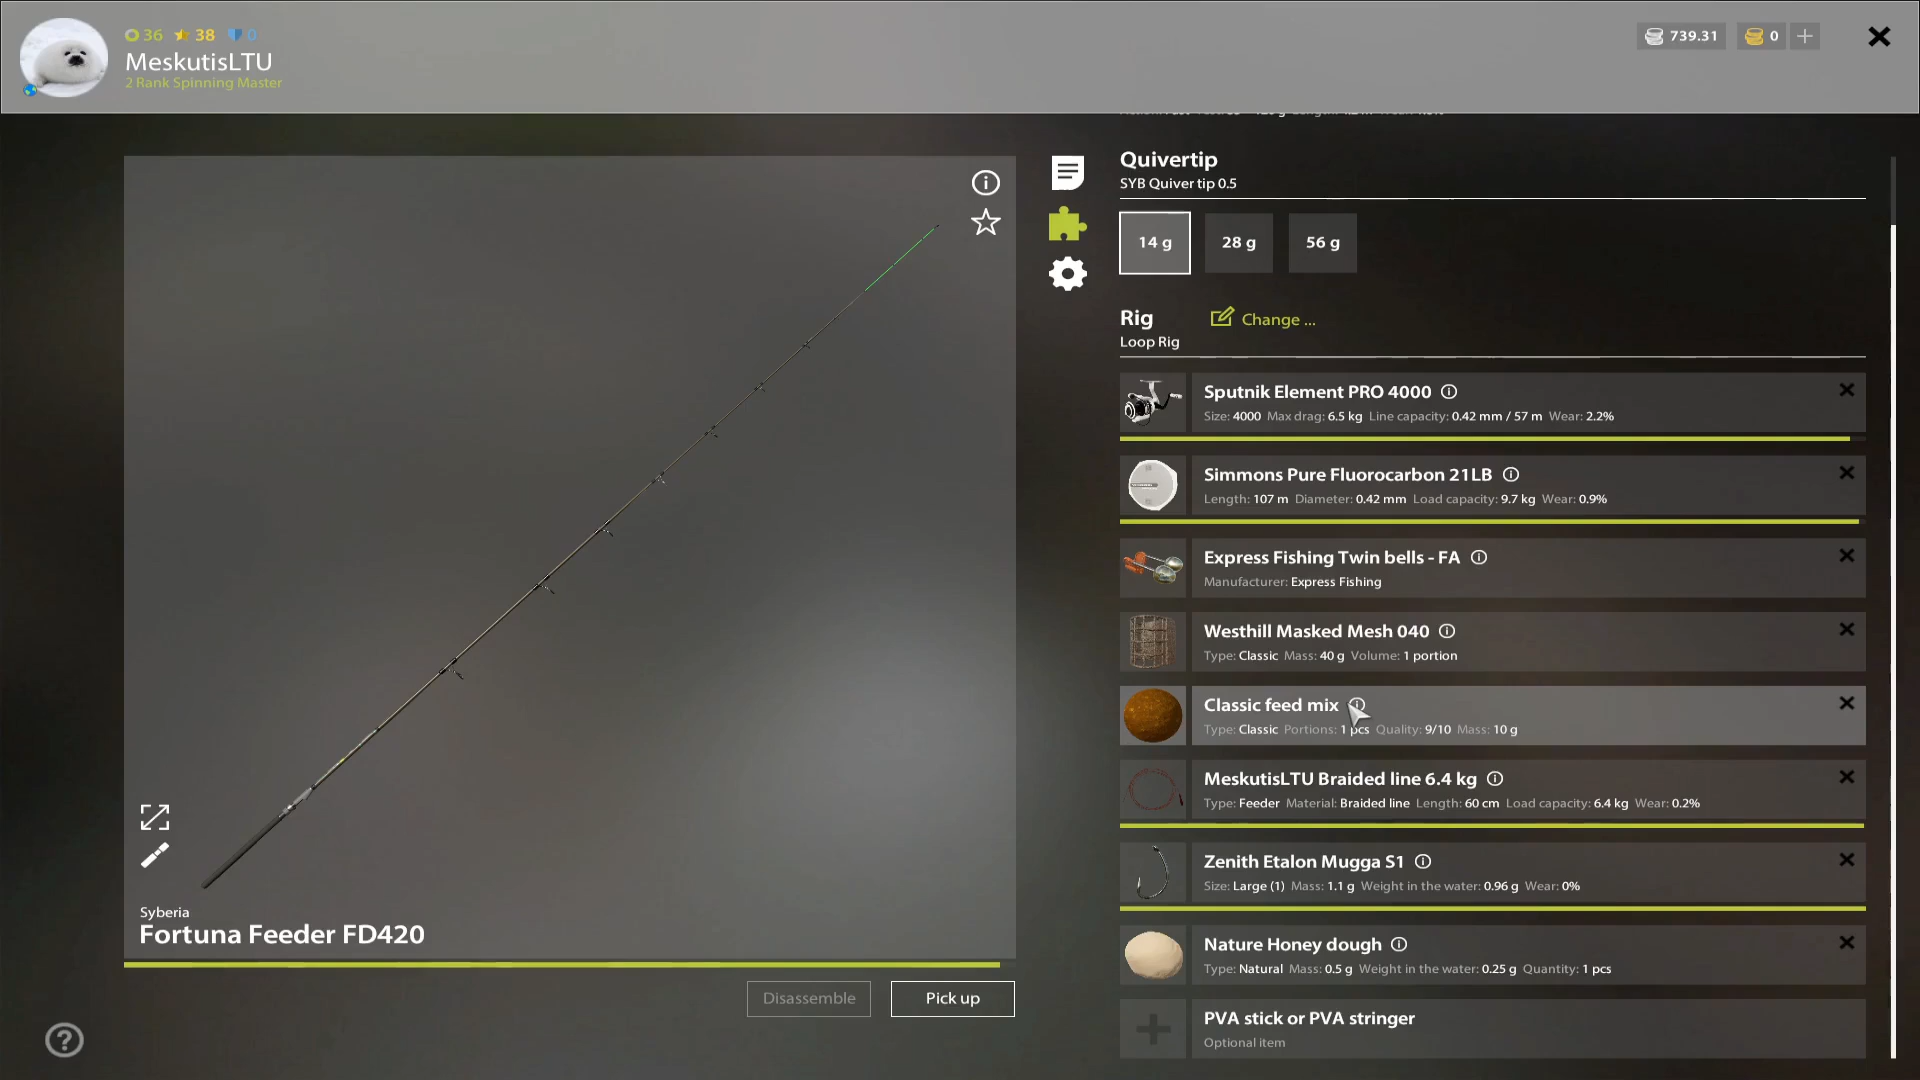 36 38 0
MeskutisLTU
2 Rank Spinning Master
739.31
0
Quivertip
SYB Quiver tip 0.5
14 g
28 g
56 g
Rig
Change ...
Loop Rig
Sputnik Element PRO 4000
Size: 4000 Max drag: 6.5 kg Line capacity: 0.42 mm / 57 m Wear: 2.2%
Simmons Pure Fluorocarbon 21LB
Length: 107 m Diameter: 0.42 mm Load capacity: 9.7 kg Wear: 0.9%
Express Fishing Twin bells - FA
Manufacturer: Express Fishing
Westhill Masked Mesh 040
Type: Classic Mass: 40 g Volume: 1 portion
Classic feed mix
Type: Classic Portions: 1 pcs Quality: 9/10 Mass: 10 g
MeskutisLTU Braided line 6.4 kg
Type: Feeder Material: Braided line Length: 60 cm Load capacity: 6.4 kg Wear: 0.2%
Zenith Etalon Mugga S1
Size: Large (1) Mass: 1.1 g Weight in the water: 0.96 g Wear: 0%
Nature Honey dough
Type: Natural Mass: 0.5 g Weight in the water: 0.25 g Quantity: 1 pcs
PVA stick or PVA stringer
Optional item
Syberia
Fortuna Feeder FD420
Disassemble
Pick up
?